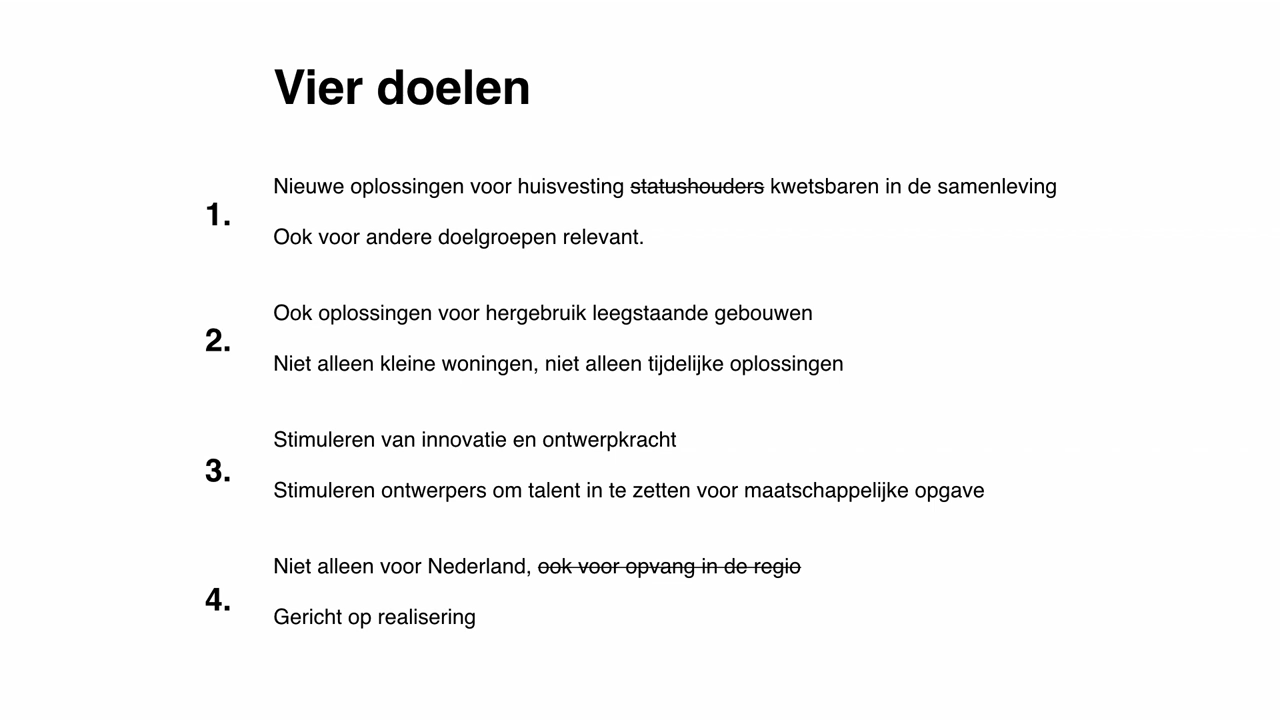 Vier doelen
1.
Nieuwe oplossingen voor huisvesting statushouders kwetsbaren in de samenleving
Ook voor andere doelgroepen relevant.
2.
Ook oplossingen voor hergebruik leegstaande gebouwen
Niet alleen kleine woningen, niet alleen tijdelijke oplossingen
3.
Stimuleren van innovatie en ontwerpkracht
Stimuleren ontwerpers om talent in te zetten voor maatschappelijke opgave
4.
Niet alleen voor Nederland, ook voor opvang in de regio
Gericht op realisering